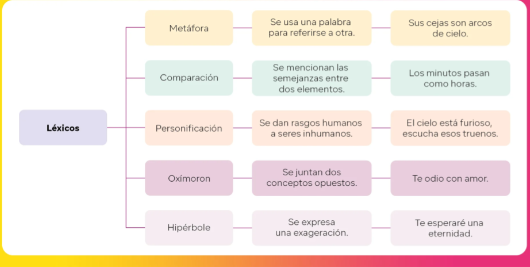 Léxicos
Metáfora
Se usa una palabra
para referirse a otra.
Sus cejas son arcos
de cielo.
Comparación
Se mencionan las
semejanzas entre
dos elementos.
Los minutos pasan
como horas.
Personificación
Se dan rasgos humanos
a seres inhumanos.
El cielo está furioso,
escucha esos truenos.
Oxímoron
Se juntan dos
conceptos opuestos.
Te odio con amor.
Hipérbole
Se expresa
una exageración.
Te esperaré una
eternidad.